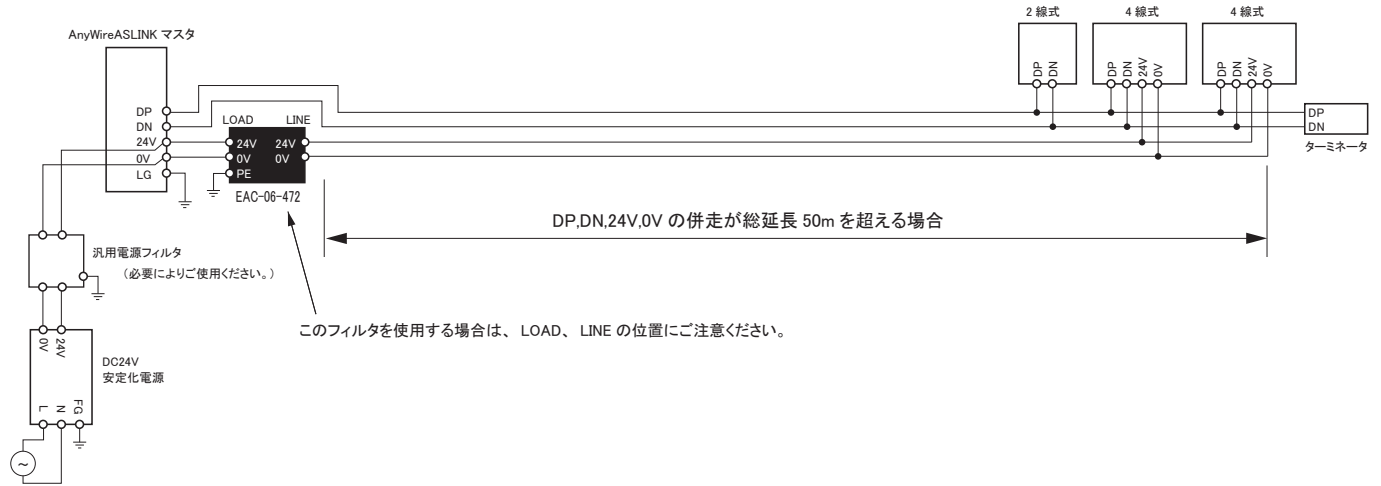 2 線式
4 線式
4 線式
AnyWireASLINK マスタ
DP
DN
DP
DN
24V
0V
DP
DN
24V
0V
DP
DN
24V
0V
LG
LOAD
LINE
24V
24V
0V
0V
PE
EAC-06-472
DP
DN
ターミネータ
DP,DN,24V,0V の併走が総延長 50m を超える場合
汎用電源フィルタ
（必要によりご使用ください。）
このフィルタを使用する場合は、 LOAD、 LINE の位置にご注意ください。
0V
24V
DC24V
安定化電源
L
N
FG
~